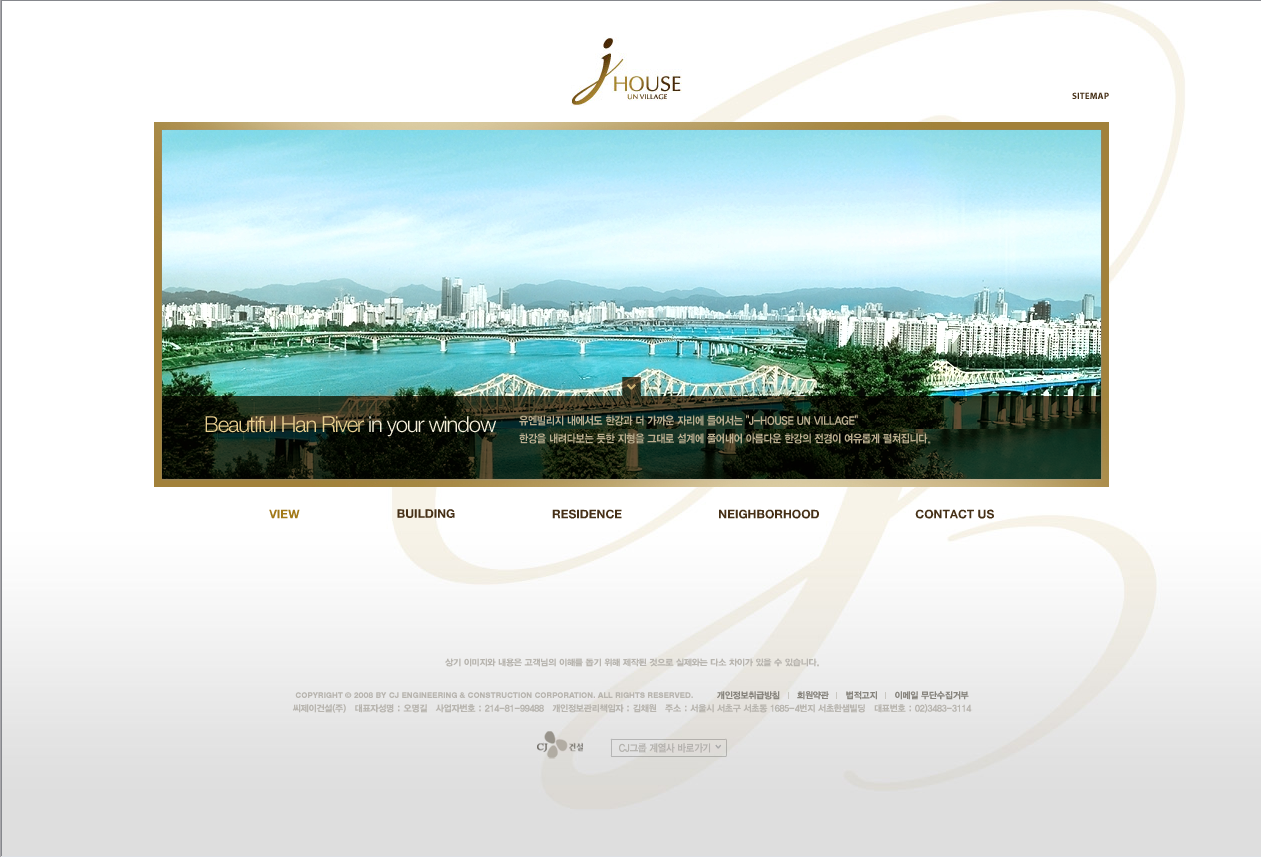 j HOUSE
UN VILLAGE
SITEMAP
Beautiful Han River in your window
유엔빌리지 내에서도 한강과 더 가까운 자리에 들어서는 "J-HOUSE UN VILLAGE"
한강을 내려다보는 듯한 지형을 그대로 설계에 풀어내어 아름다운 한강의 전경이 여유롭게 펼쳐집니다.
VIEW BUILDING RESIDENCE NEIGHBORHOOD CONTACT US
상기 이미지와 내용은 고객님의 이해를 돕기 위해 제작된 것으로 실제와는 다소 차이가 있을 수 있습니다.
COPYRIGHT © 2008 BY CJ ENGINEERING & CONSTRUCTION CORPORATION. ALL RIGHTS RESERVED. 개인정보취급방침 | 회원약관 | 법적고지 | 이메일 무단수집거부
씨제이건설(주) 대표자성명 : 오명길 사업자번호 : 214-81-99488 개인정보관리책임자 : 김채원 주소 : 서울시 서초구 서초동 1685-4번지 서초한샘빌딩 대표번호 : 02)3483-3114
CJ 건설 CJ그룹 계열사 바로가기